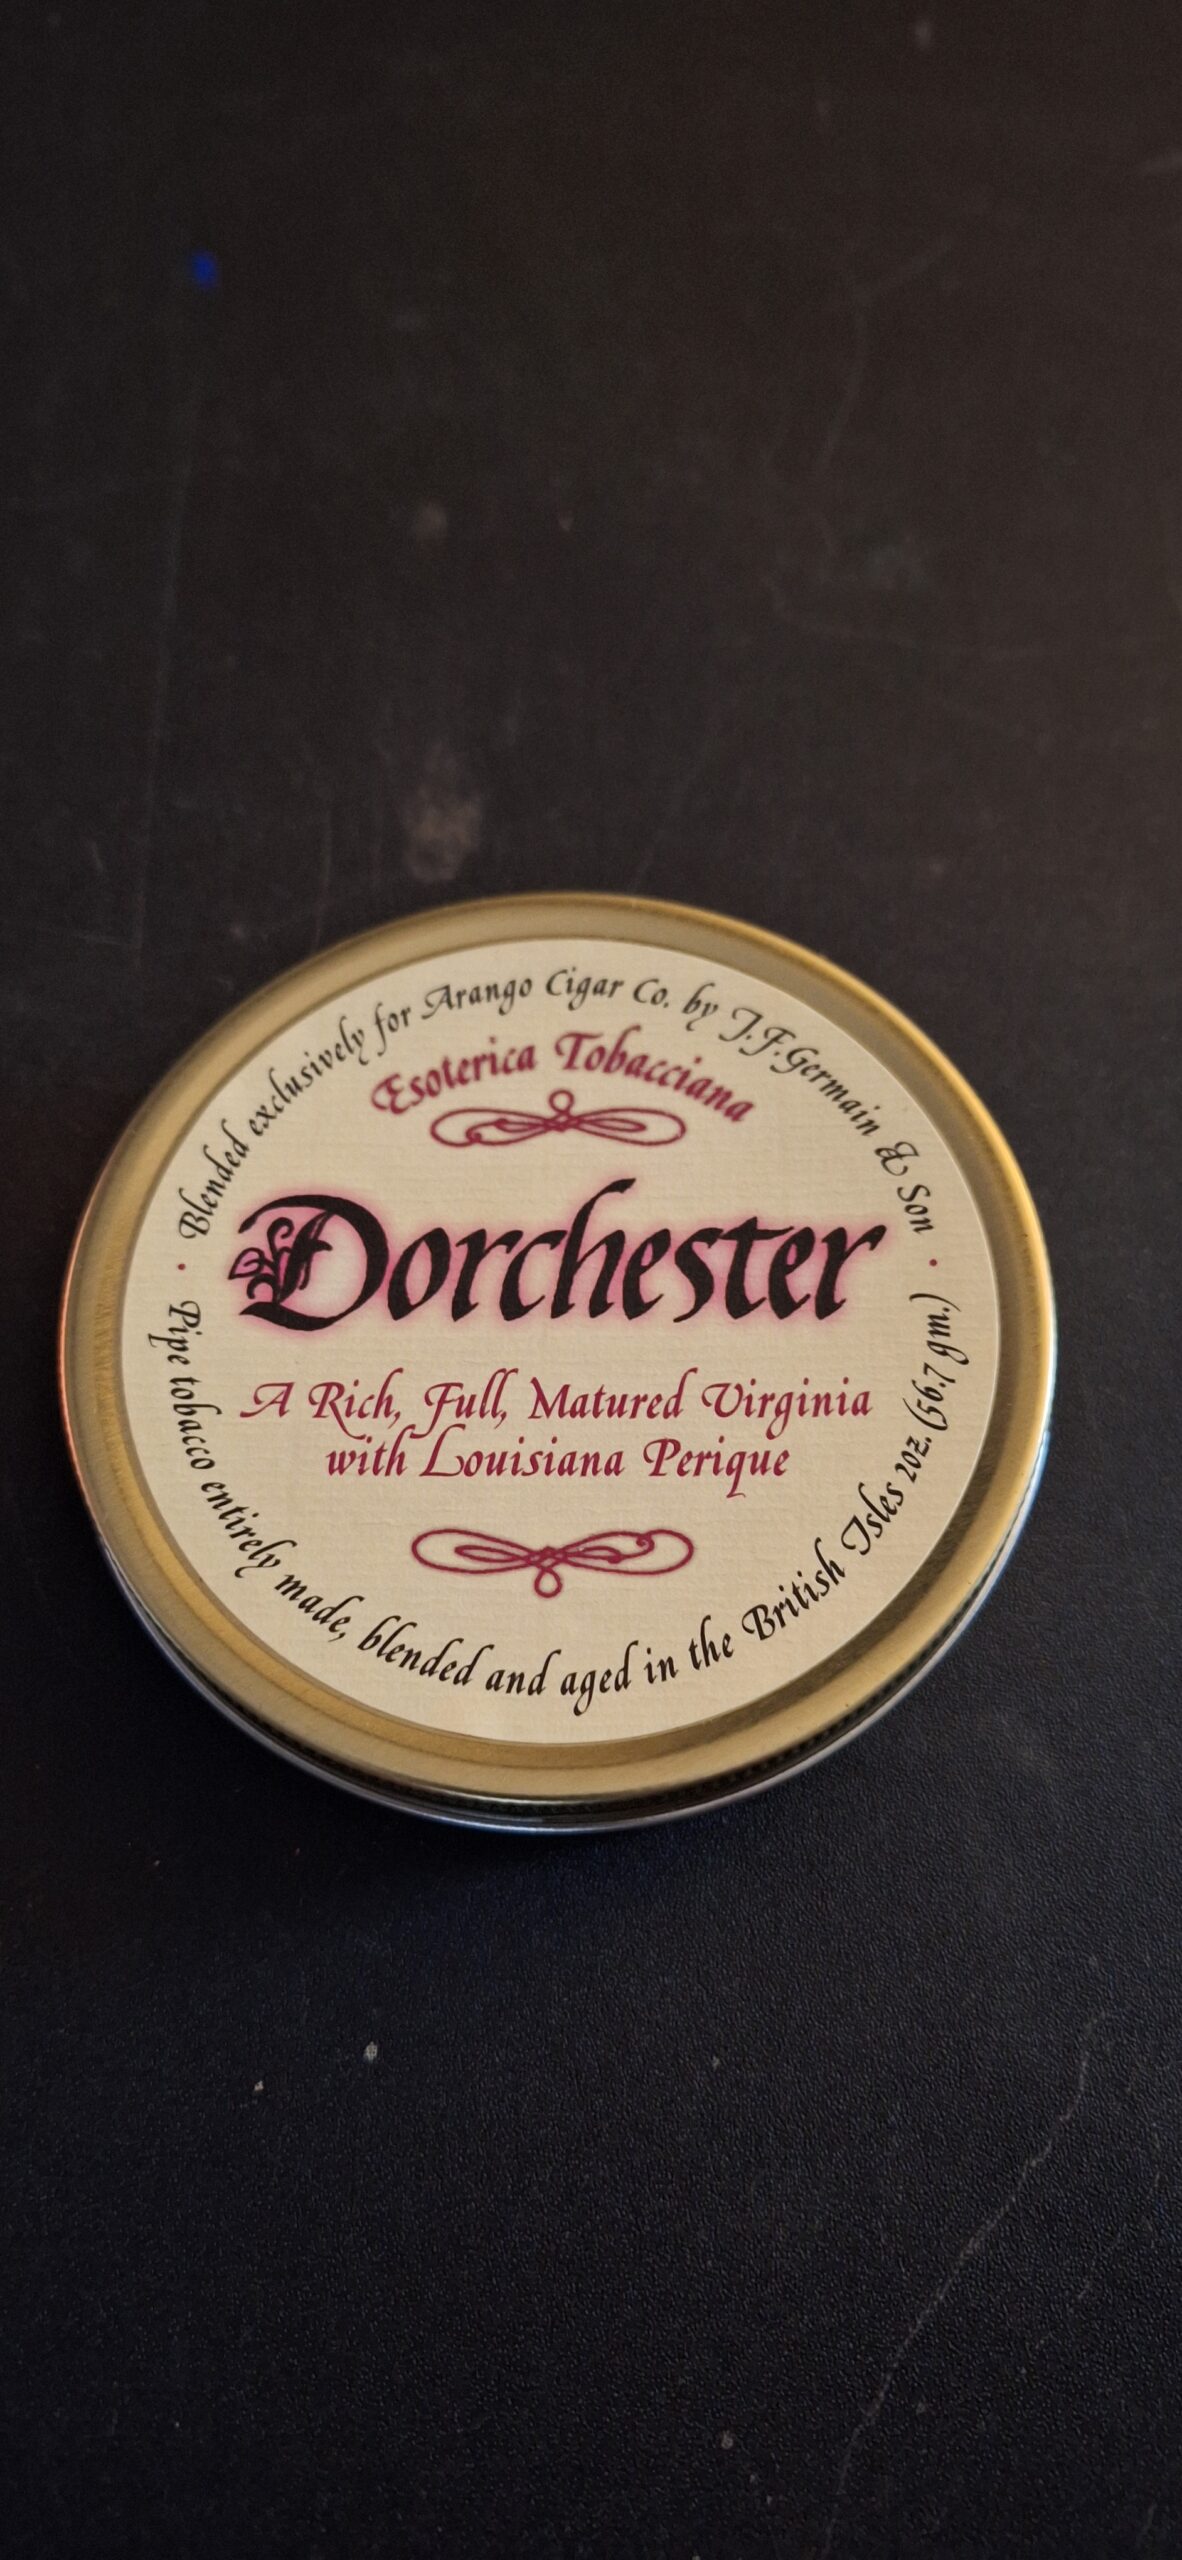 Blended exclusively for Arango Cigar Co. by J.F.Germain & Son
Esoterica Tobacciana
Dorchester
A Rich, Full, Matured Virginia
with Louisiana Perique
Pipe tobacco entirely made, blended and aged in the British Isles 2oz. (56.7 gm.)